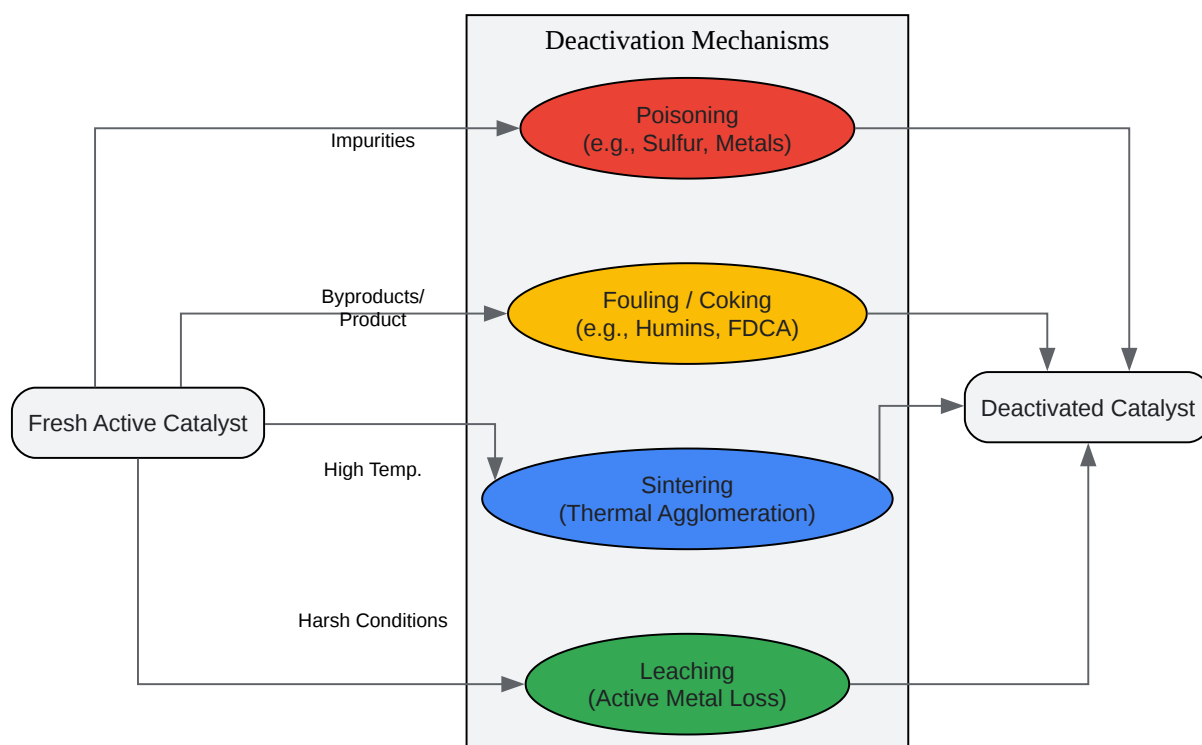 Deactivation Mechanisms
Poisoning
(e.g., Sulfur, Metals)
Impurities
Byproducts/
Product
Fouling / Coking
(e.g., Humins, FDCA)
Fresh Active Catalyst
Deactivated Catalyst
High Temp.
Sintering
(Thermal Agglomeration)
Harsh Conditions
Leaching
(Active Metal Loss)